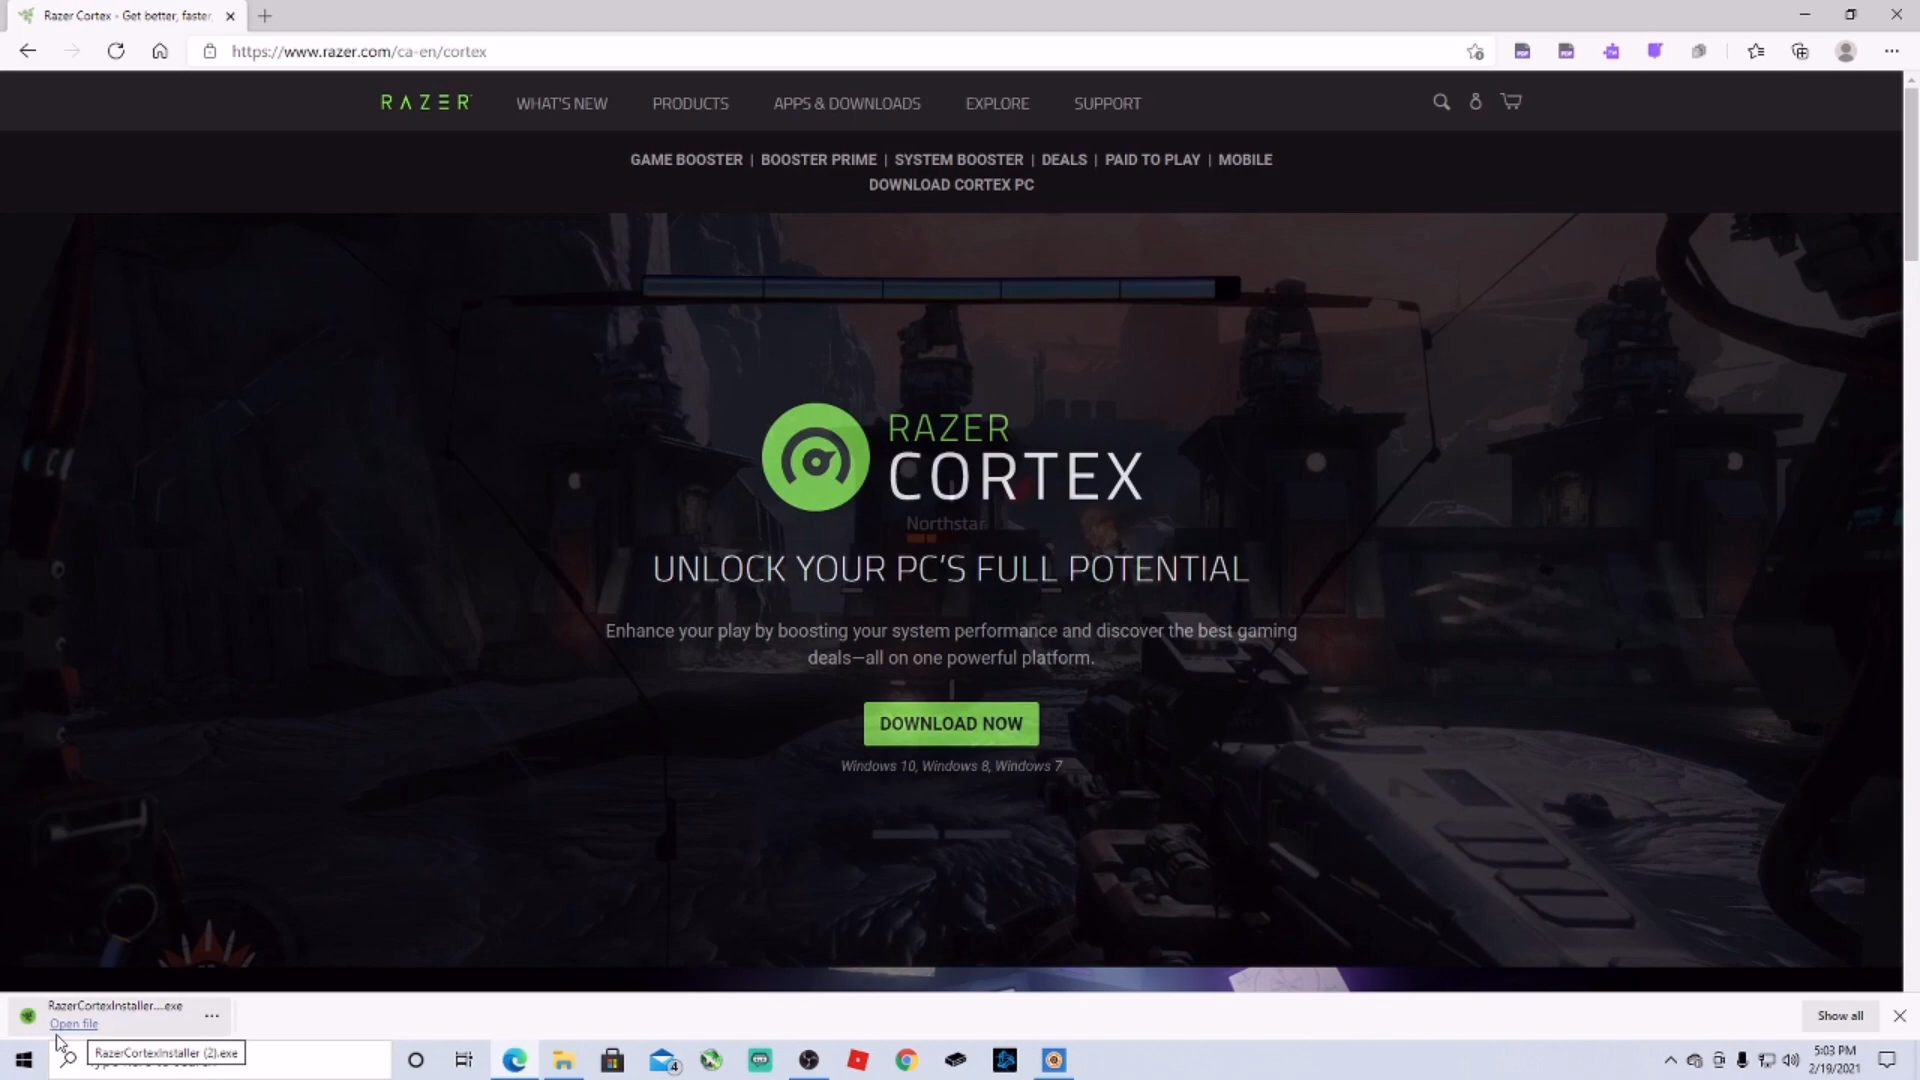 Razer Cortex - Get better, faster,
https://www.razer.com/ca-en/cortex
RAZER WHAT'S NEW PRODUCTS APPS & DOWNLOADS EXPLORE SUPPORT
GAME BOOSTER | BOOSTER PRIME | SYSTEM BOOSTER | DEALS | PAID TO PLAY | MOBILE
DOWNLOAD CORTEX PC
RAZER
CORTEX
Northstar
UNLOCK YOUR PC'S FULL POTENTIAL
Enhance your play by boosting your system performance and discover the best gaming
deals—all on one powerful platform.
DOWNLOAD NOW
Windows 10, Windows 8, Windows 7
RazerCortexInstaller....exe
Open file
Show all
RazerCortexInstaller (2).exe
4
5:03 PM
2/19/2021